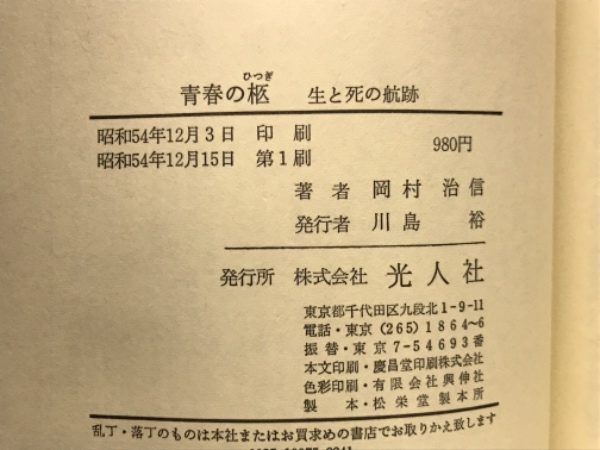 ひつぎ
青春の柩 生と死の航跡
昭和54年12月3日 印刷
昭和54年12月15日 第1刷
980円
著者 岡村治信
発行者 川島裕
発行所 株式会社 光人社
東京都千代田区九段北1-9-11
電話・東京(265)1864〜6
振替・東京7-54693番
本文印刷・慶昌堂印刷株式会社
色彩印刷・有限会社興伸社
製本・松栄堂製本所
乱丁・落丁のものは本社またはお買求めの書店でお取りかえ致します